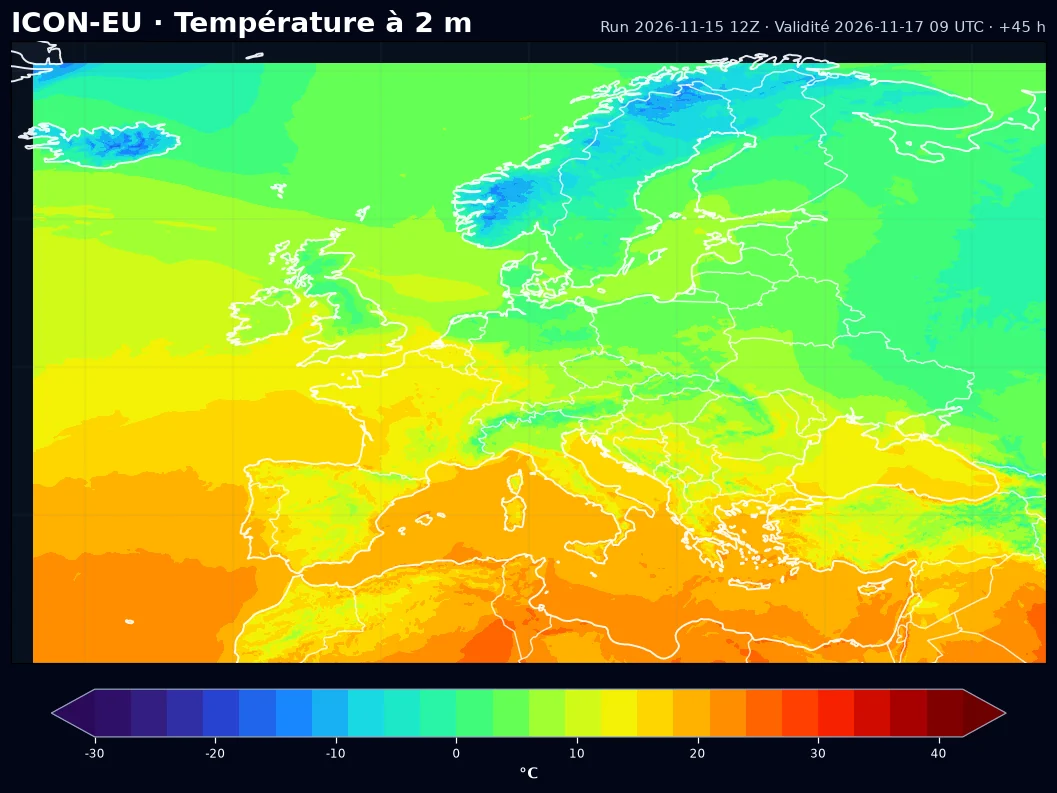 ICON-EU · Température à 2 m
Run 2026-11-15 12Z · Validité 2026-11-17 09 UTC · +45 h
-30 -20 -10 0 10 20 30 40
°C